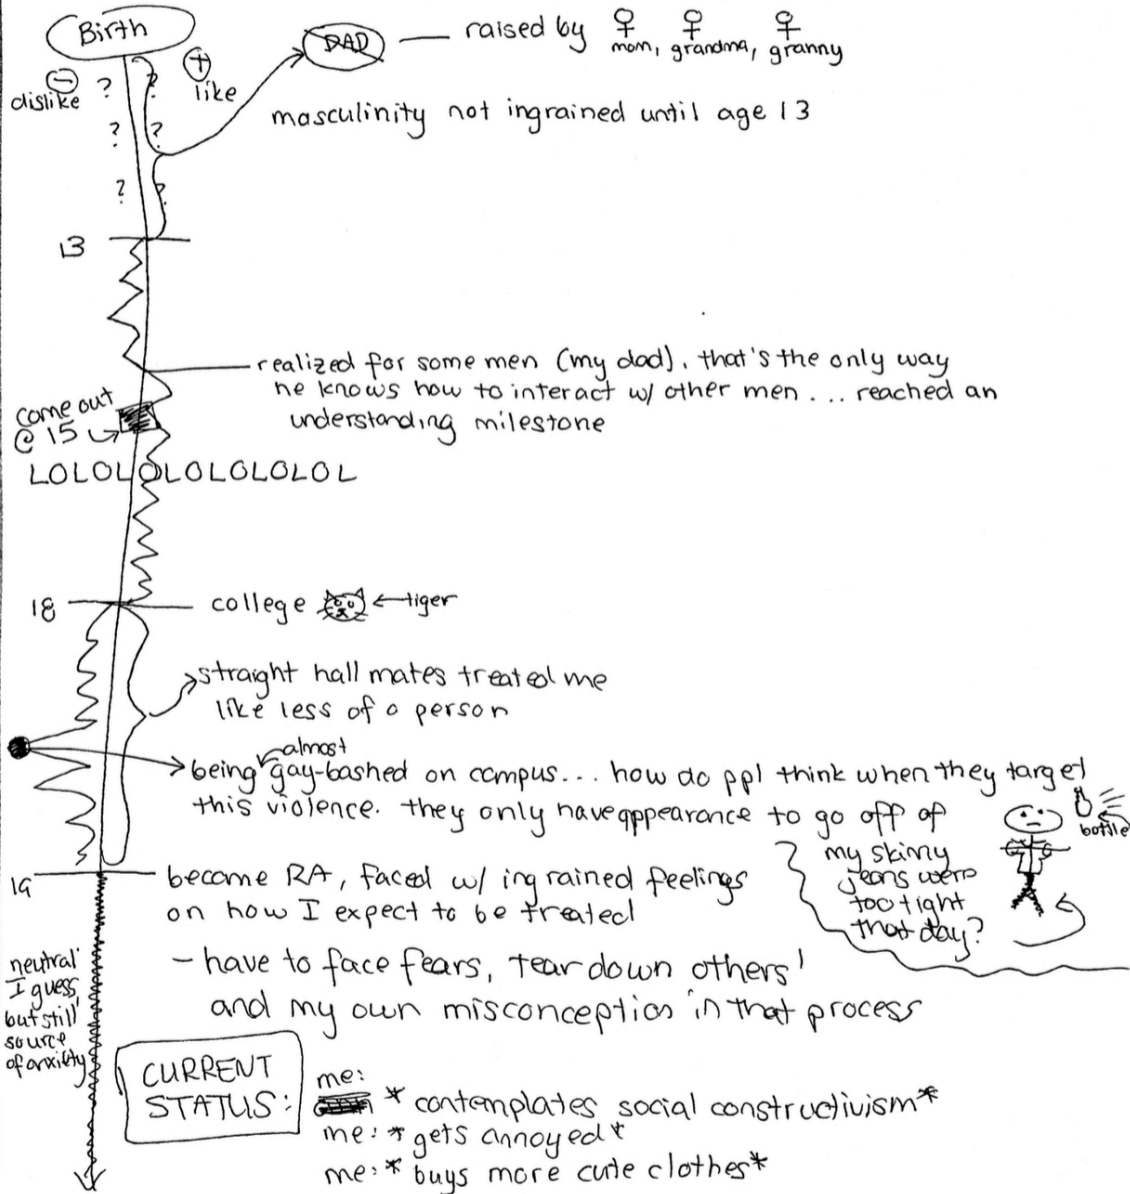 Birth
DAD — raised by ♀ ♀ ♀
mom, grandma, granny
⊖
dislike
⊕
like
? ?
? ?
? ?
masculinity not ingrained until age 13
13
realized for some men (my dad), that's the only way
he knows how to interact w/ other men ... reached an
understanding milestone
come out
@ 15
LOLOLOLOLOLOLOL
18
college ← tiger
straight hall mates treated me
like less of a person
almost
being gay-bashed on campus... how do ppl think when they target
this violence. they only have appearance to go off of
bottle
my skinny
jeans were
too tight
that day?
19
become RA, faced w/ ingrained feelings
on how I expect to be treated
- have to face fears, tear down others'
and my own misconception in that process
neutral
I guess
but still
source
of anxiety
CURRENT
STATUS:
me:
* contemplates social constructivism*
me: *gets annoyed*
me: * buys more cute clothes*